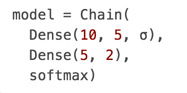 model = Chain(
  Dense(10, 5, σ),
  Dense(5, 2),
  softmax)